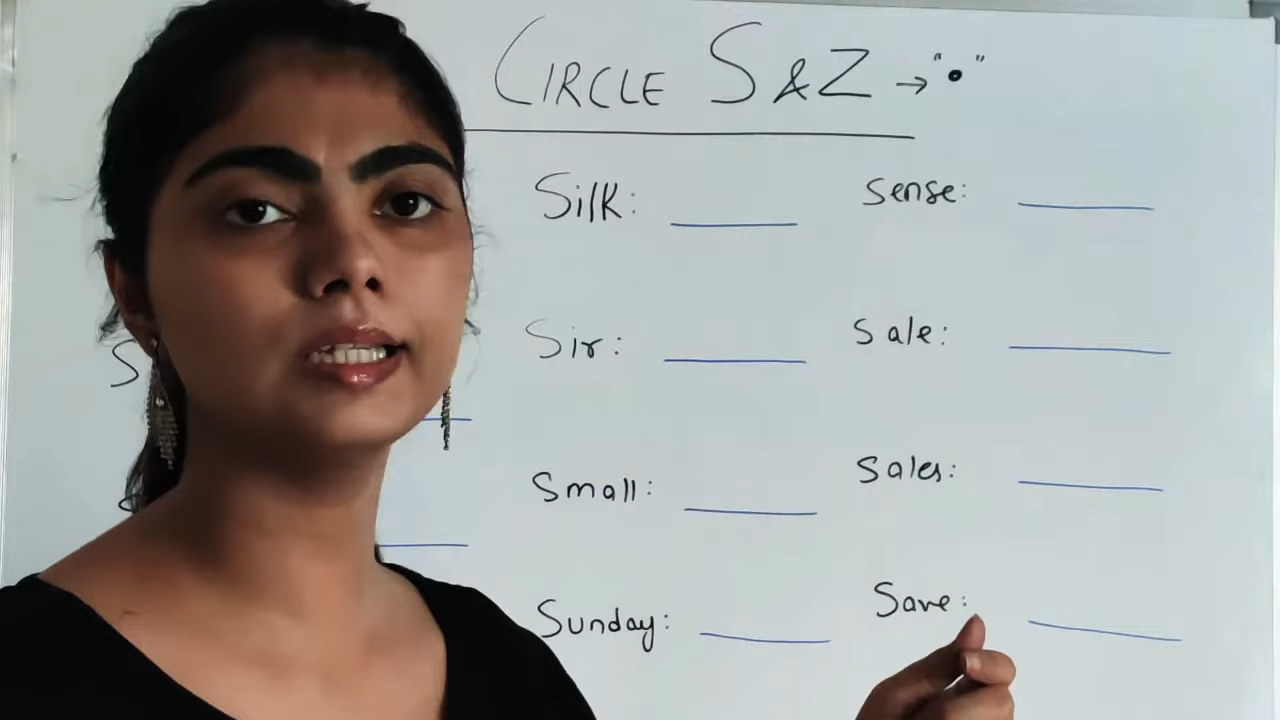 CIRCLE S & Z → "•"
Silk: Sense:
Sir: Sale:
Small: Sales:
Sunday: Save: